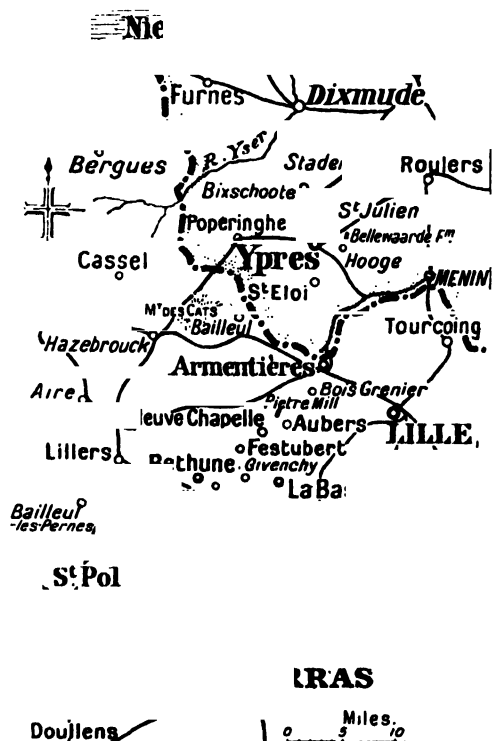 Nie
Furnes
Dixmude
R. Yser
Bergues
Stade
Roulers
Bixschoote
St Julien
Poperinghe
Bellewaarde Fm
Ypres
Hooge
Cassel
MENIN
St Eloi
Mt DES CATS
Bailleul
Tourcoing
Hazebrouck
Armentières
Aire
Bois Grenier
Pietre Mill
euve Chapelle
Aubers
LILLE
Lillers
Festubert
Bethune
Givenchy
La Ba
Bailleul
-les-Pernes
St Pol
RRAS
Miles.
Doullens
0 5 10